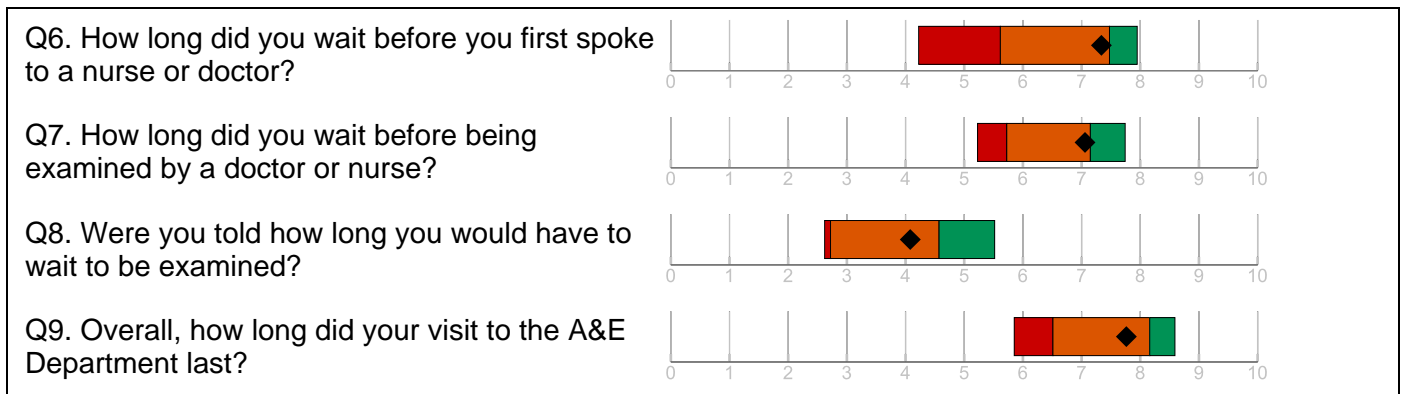 Q6. How long did you wait before you first spoke
to a nurse or doctor?
0 1 2 3 4 5 6 7 8 9 10
Q7. How long did you wait before being
examined by a doctor or nurse?
0 1 2 3 4 5 6 7 8 9 10
Q8. Were you told how long you would have to
wait to be examined?
0 1 2 3 4 5 6 7 8 9 10
Q9. Overall, how long did your visit to the A&E
Department last?
0 1 2 3 4 5 6 7 8 9 10